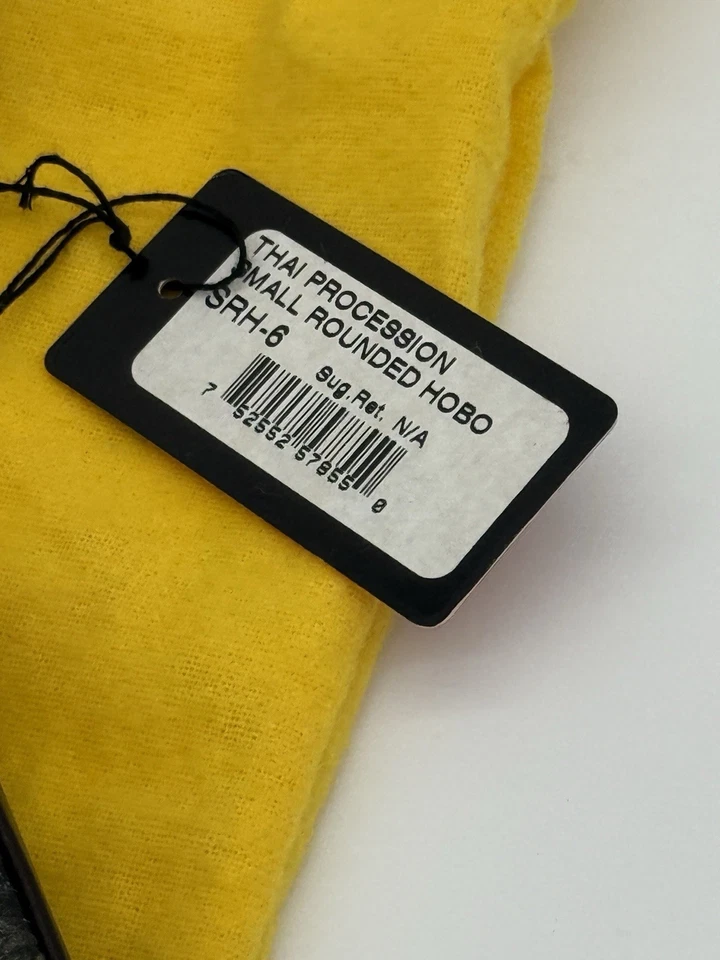 THAI PROCESSION
SMALL ROUNDED HOBO
SRH-6
Sug.Ret. N/A
7 52552 57855 0